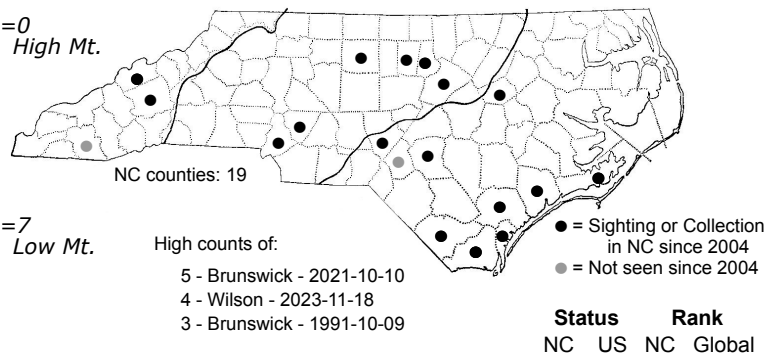 =0
High Mt.
NC counties: 19
=7
Low Mt.
High counts of:
5 - Brunswick - 2021-10-10
4 - Wilson - 2023-11-18
3 - Brunswick - 1991-10-09
= Sighting or Collection
in NC since 2004
= Not seen since 2004
Status Rank
NC US NC Global